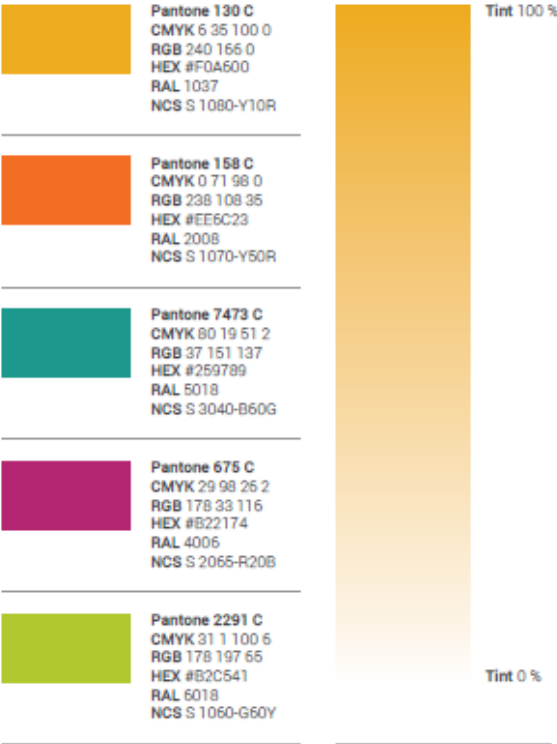 Pantone 130 C
CMYK 6 35 100 0
RGB 240 166 0
HEX #F0A600
RAL 1037
NCS S 1080-Y10R
Pantone 158 C
CMYK 0 71 98 0
RGB 238 108 35
HEX #EE6C23
RAL 2008
NCS S 1070-Y50R
Pantone 7473 C
CMYK 80 19 51 2
RGB 37 151 137
HEX #259789
RAL 5018
NCS S 3040-B60G
Pantone 675 C
CMYK 29 98 26 2
RGB 178 33 116
HEX #B22174
RAL 4006
NCS S 2065-R20B
Pantone 2291 C
CMYK 31 1 100 6
RGB 178 197 65
HEX #B2C541
RAL 6018
NCS S 1060-G60Y
Tint 100 %
Tint 0 %